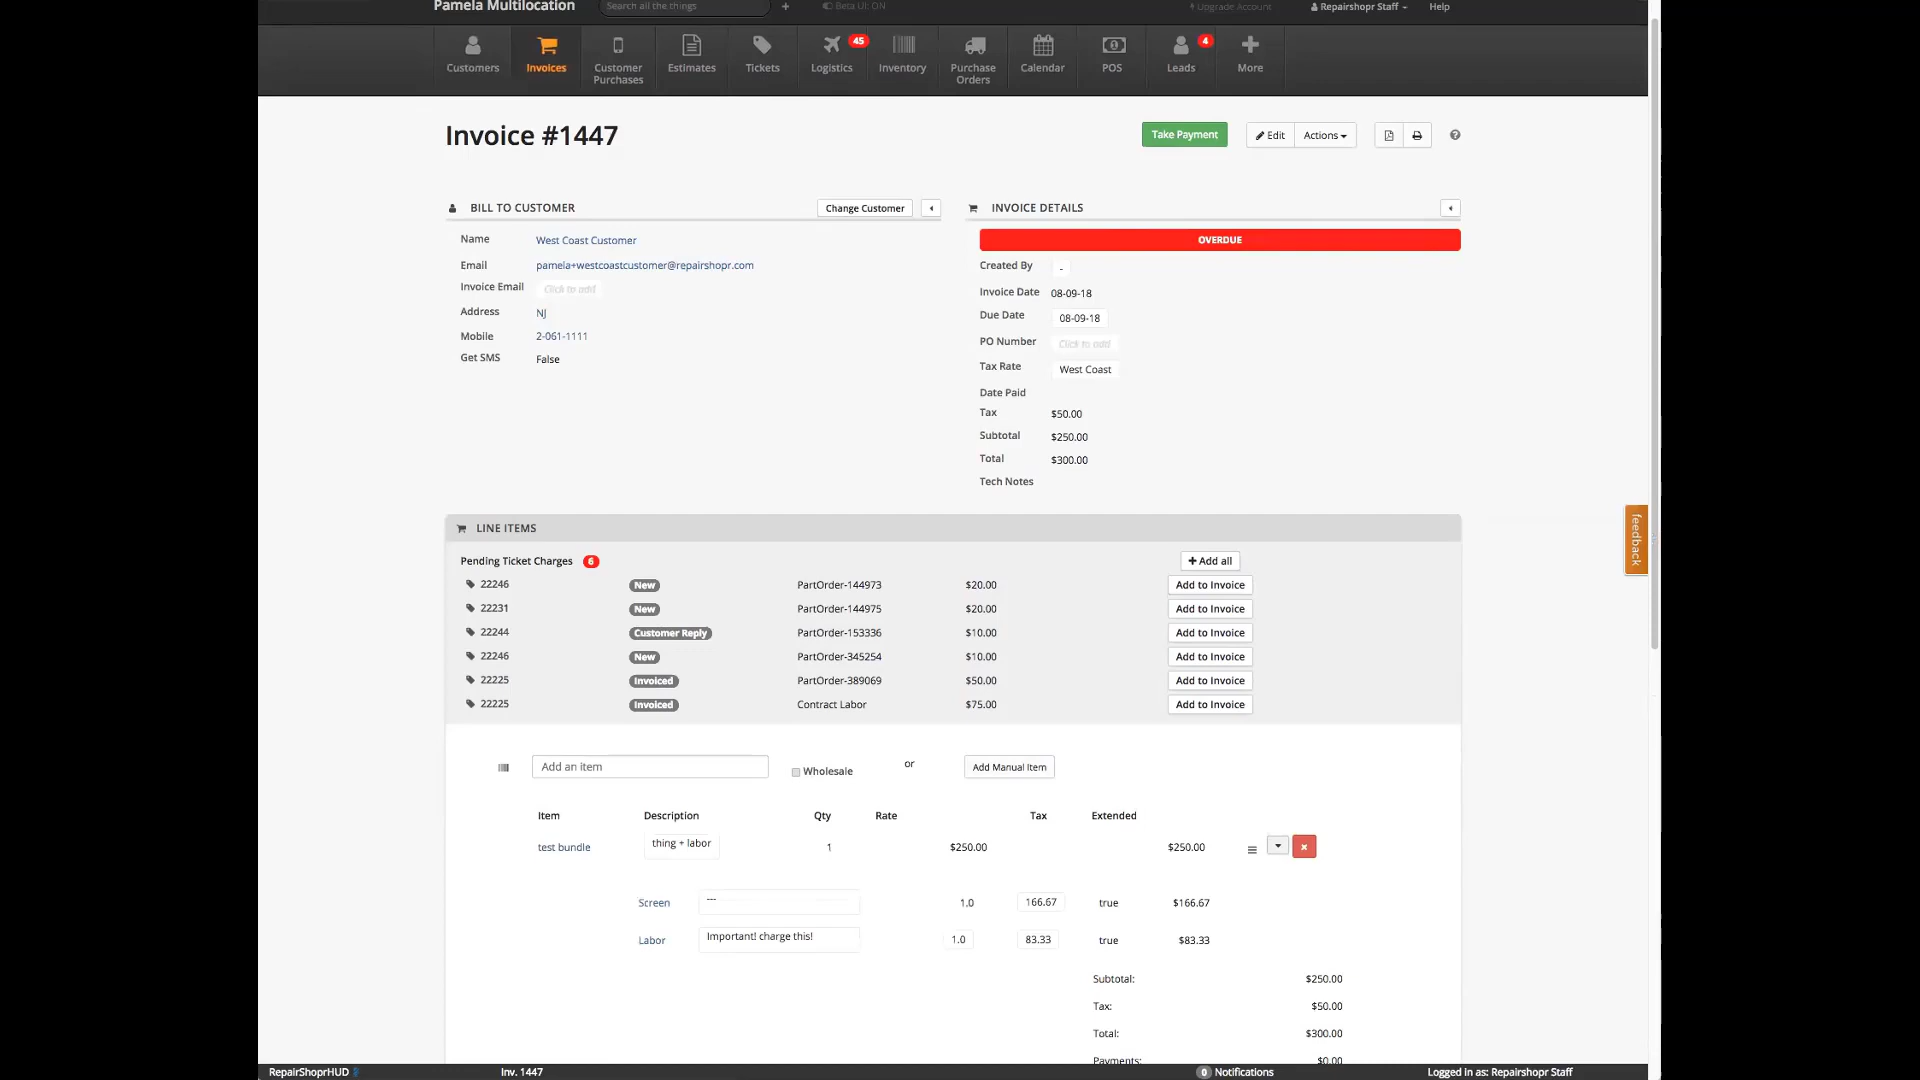 Pamela Multilocation Search all the things + Beta UI: ON Upgrade Account Repairshopr Staff Help
Customers Invoices Customer Purchases Estimates Tickets Logistics 45 Inventory Purchase Orders Calendar POS Leads 4 More
Invoice #1447 Take Payment Edit Actions
BILL TO CUSTOMER Change Customer
Name West Coast Customer
Email pamela+westcoastcustomer@repairshopr.com
Invoice Email Click to add
Address NJ
Mobile 2-061-1111
Get SMS False
INVOICE DETAILS
OVERDUE
Created By -
Invoice Date 08-09-18
Due Date 08-09-18
PO Number Click to add
Tax Rate West Coast
Date Paid
Tax $50.00
Subtotal $250.00
Total $300.00
Tech Notes
feedback
LINE ITEMS
Pending Ticket Charges 6 + Add all
22246 New PartOrder-144973 $20.00 Add to Invoice
22231 New PartOrder-144975 $20.00 Add to Invoice
22244 Customer Reply PartOrder-153336 $10.00 Add to Invoice
22246 New PartOrder-345254 $10.00 Add to Invoice
22225 Invoiced PartOrder-389069 $50.00 Add to Invoice
22225 Invoiced Contract Labor $75.00 Add to Invoice
Add an item Wholesale or Add Manual Item
Item Description Qty Rate Tax Extended
test bundle thing + labor 1 $250.00 $250.00 x
Screen --- 1.0 166.67 true $166.67
Labor Important! charge this! 1.0 83.33 true $83.33
Subtotal: $250.00
Tax: $50.00
Total: $300.00
Payments: $0.00
RepairShoprHUD Inv. 1447 0 Notifications Logged in as: Repairshopr Staff